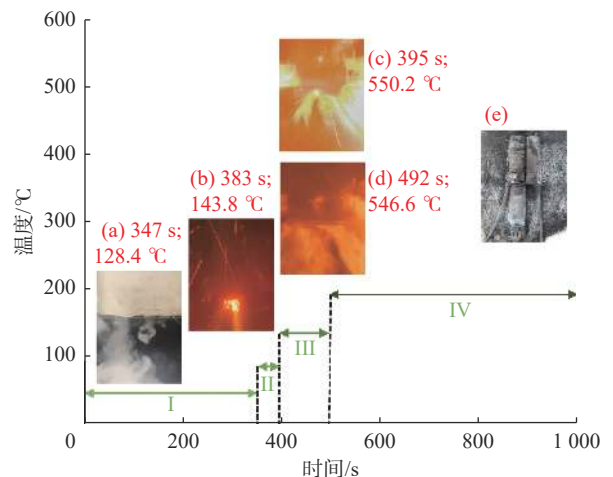 600
500
400
300
200
100
温度/℃
(a) 347 s;
128.4 ℃
(b) 383 s;
143.8 ℃
(c) 395 s;
550.2 ℃
(d) 492 s;
546.6 ℃
(e)
I
II
III
IV
0
200
400
600
800
1 000
时间/s